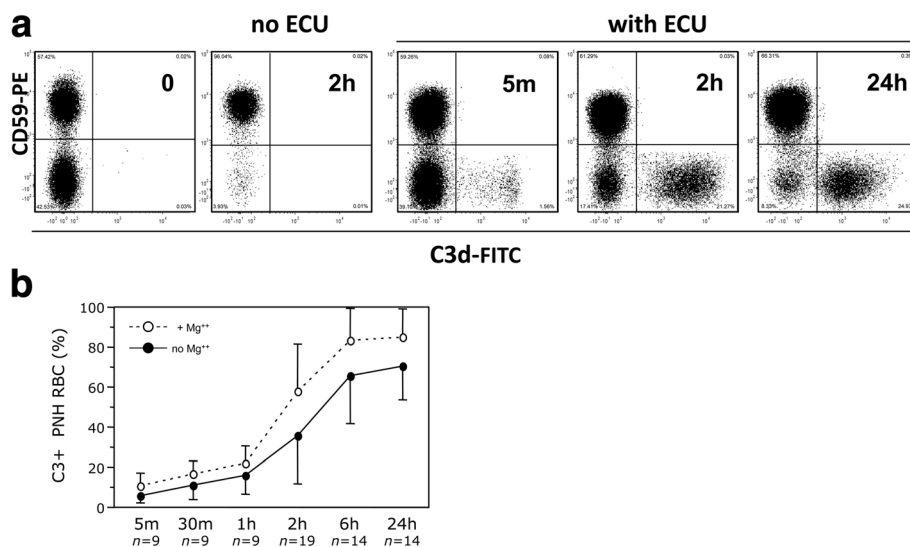 a
no ECU
with ECU
57.42% 0.02%
96.04% 0.02%
59.26% 0.08%
61.29% 0.03%
66.31%
0
2h
5m
2h
24h
CD59-PE
42.53% 0.03%
3.93% 0.01%
1.56%
17.41% 21.27%
8.33%
C3d-FITC
b
C3+ PNH RBC (%)
100
80
60
40
20
0
+ Mg++
no Mg++
5m 30m 1h 2h 6h 24h
n=9 n=9 n=9 n=19 n=14 n=14